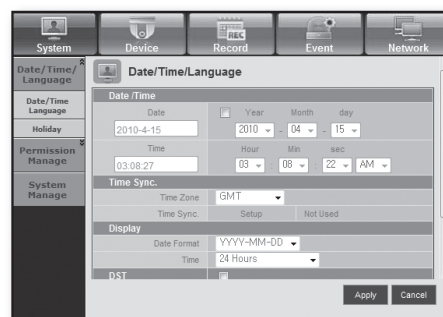 System Device Record Event Network
REC
Date/Time/
Language
Date/Time
Language
Holiday
Permission
Manage
System
Manage
Date/Time/Language
Date /Time
Date Year Month day
2010-4-15 2010 - 04 - 15
Time Hour Min sec
03:08:27 03 : 08 : 22 AM
Time Sync.
Time Zone GMT
Time Sync. Setup Not Used
Display
Date Format YYYY-MM-DD
Time 24 Hours
DST
Apply Cancel